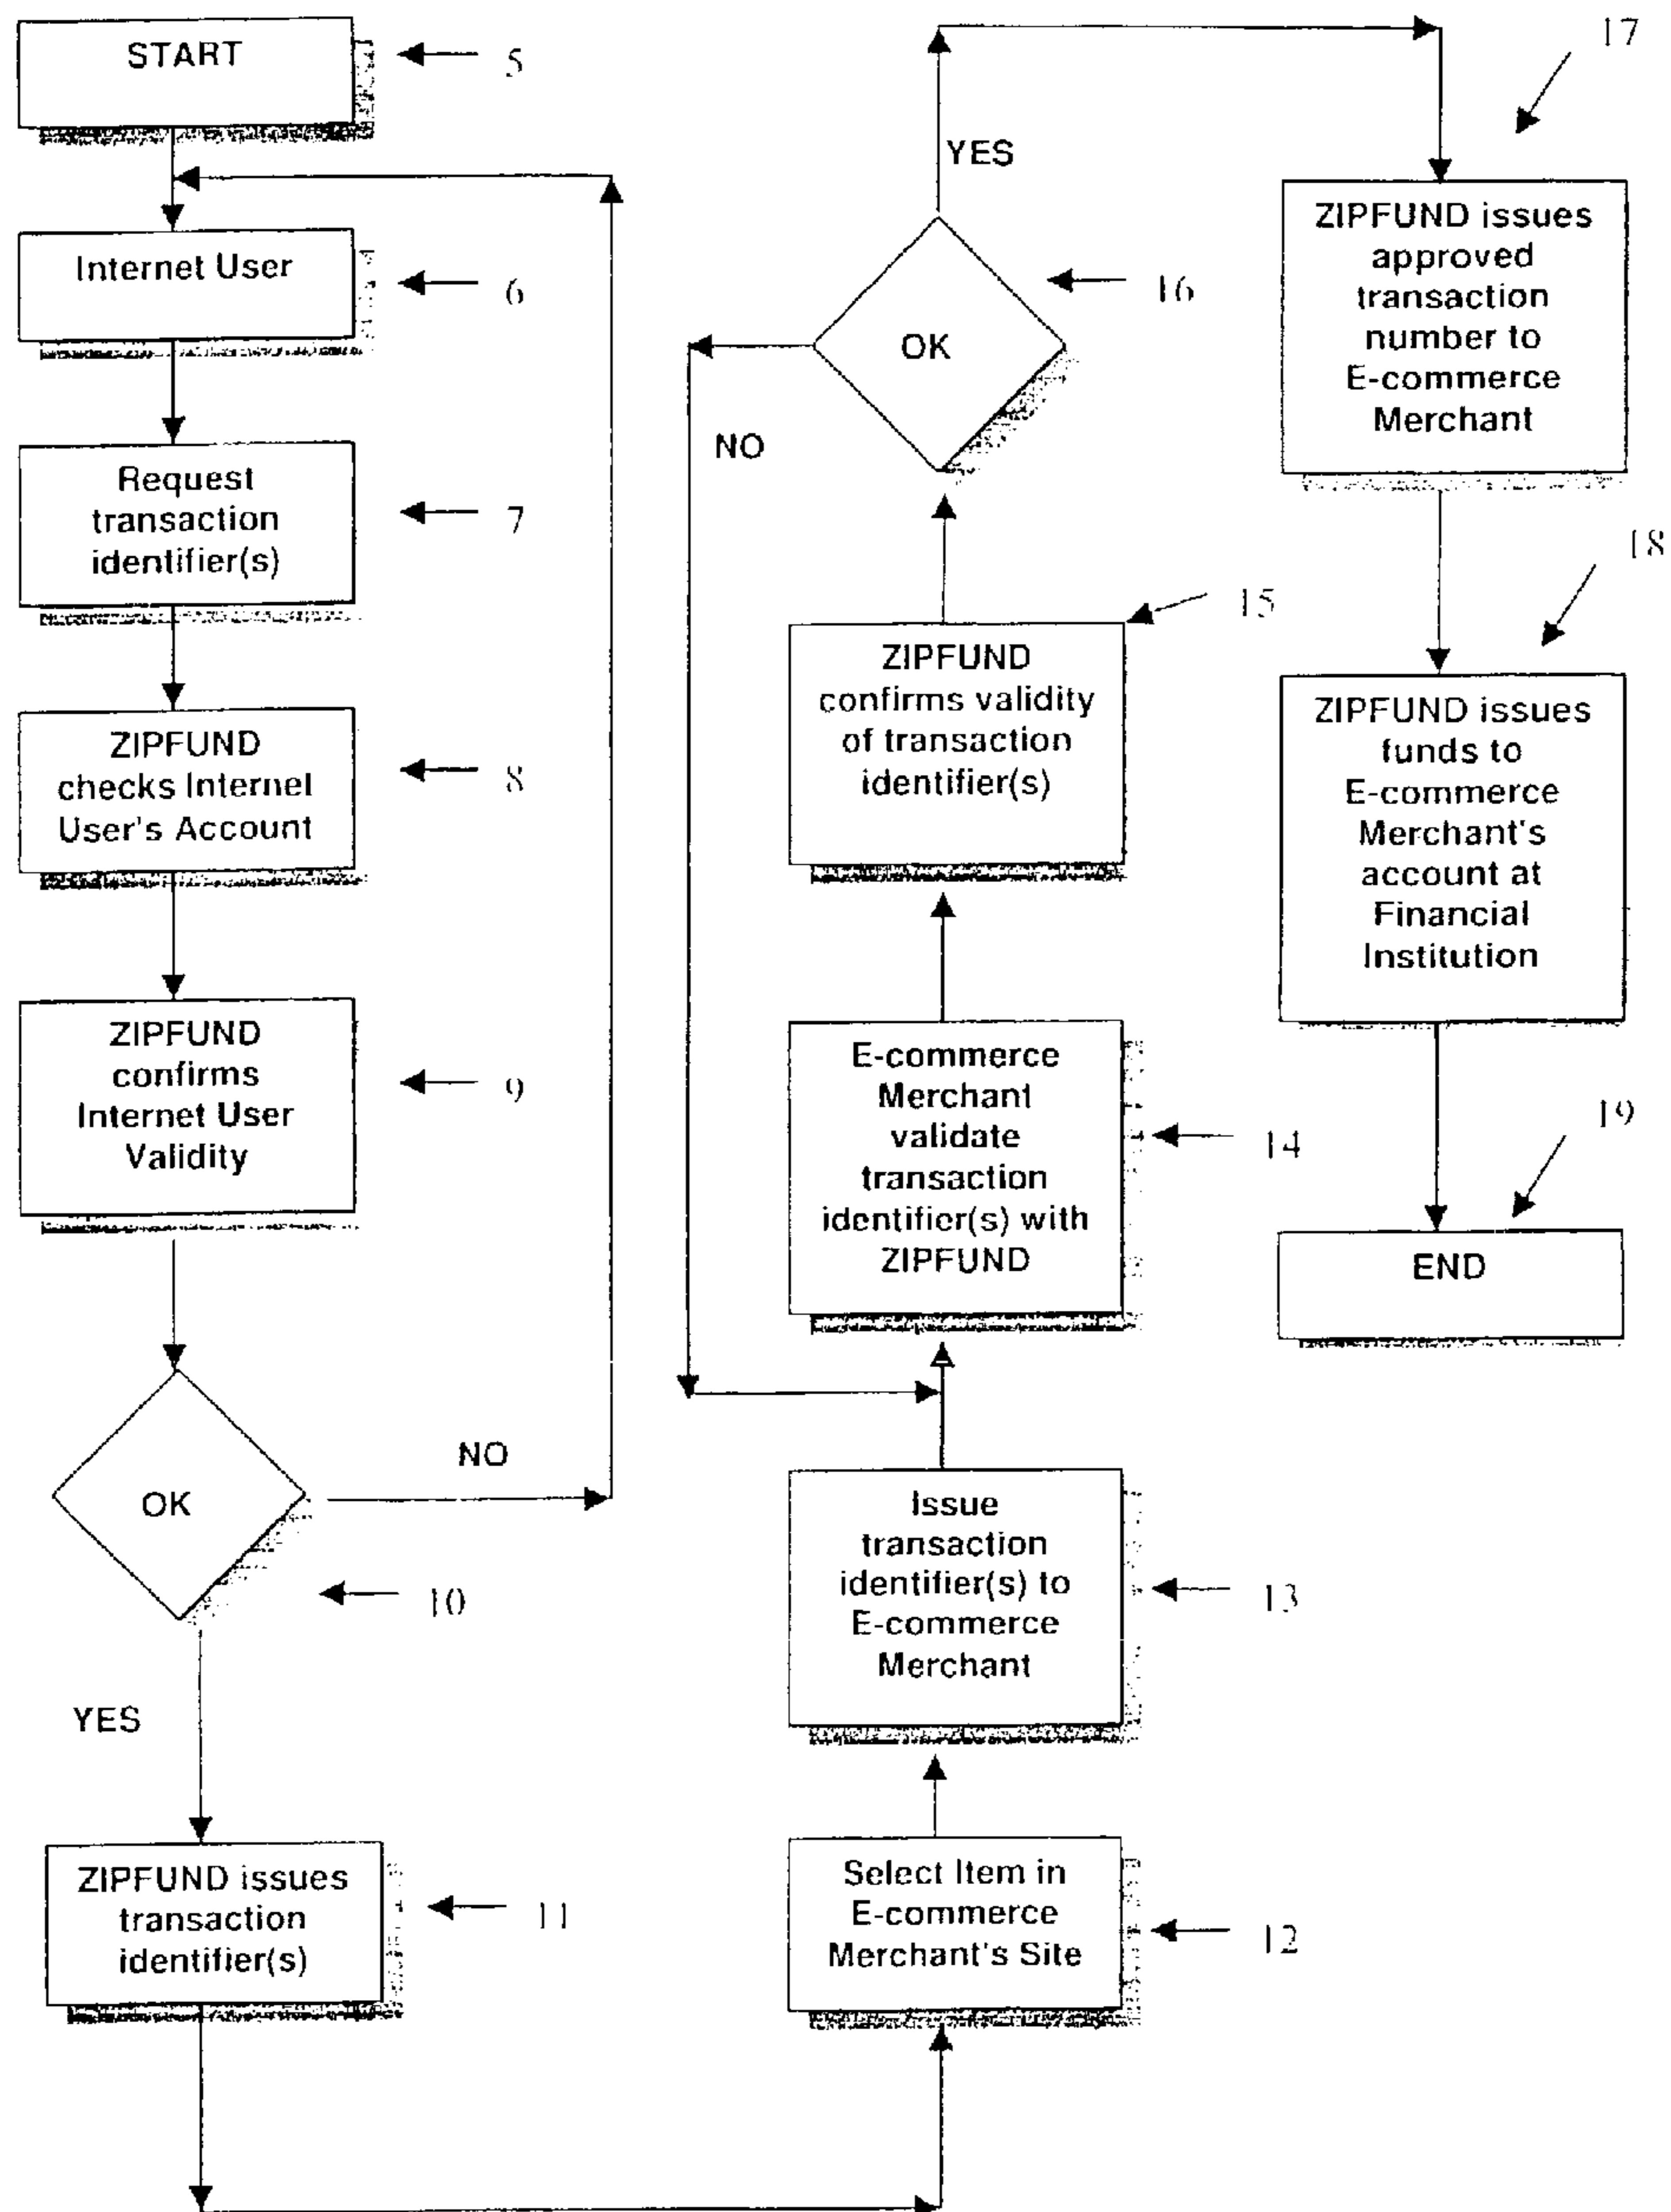 START
5
Internet User
6
Request
transaction
identifier(s)
7
ZIPFUND
checks Internet
User's Account
8
ZIPFUND
confirms
Internet User
Validity
9
OK
NO
10
YES
ZIPFUND issues
transaction
identifier(s)
11
Select Item in
E-commerce
Merchant's Site
12
Issue
transaction
identifier(s) to
E-commerce
Merchant
13
E-commerce
Merchant
validate
transaction
identifier(s) with
ZIPFUND
14
ZIPFUND
confirms validity
of transaction
identifier(s)
15
OK
16
NO
YES
ZIPFUND issues
approved
transaction
number to
E-commerce
Merchant
17
ZIPFUND issues
funds to
E-commerce
Merchant's
account at
Financial
Institution
18
END
19